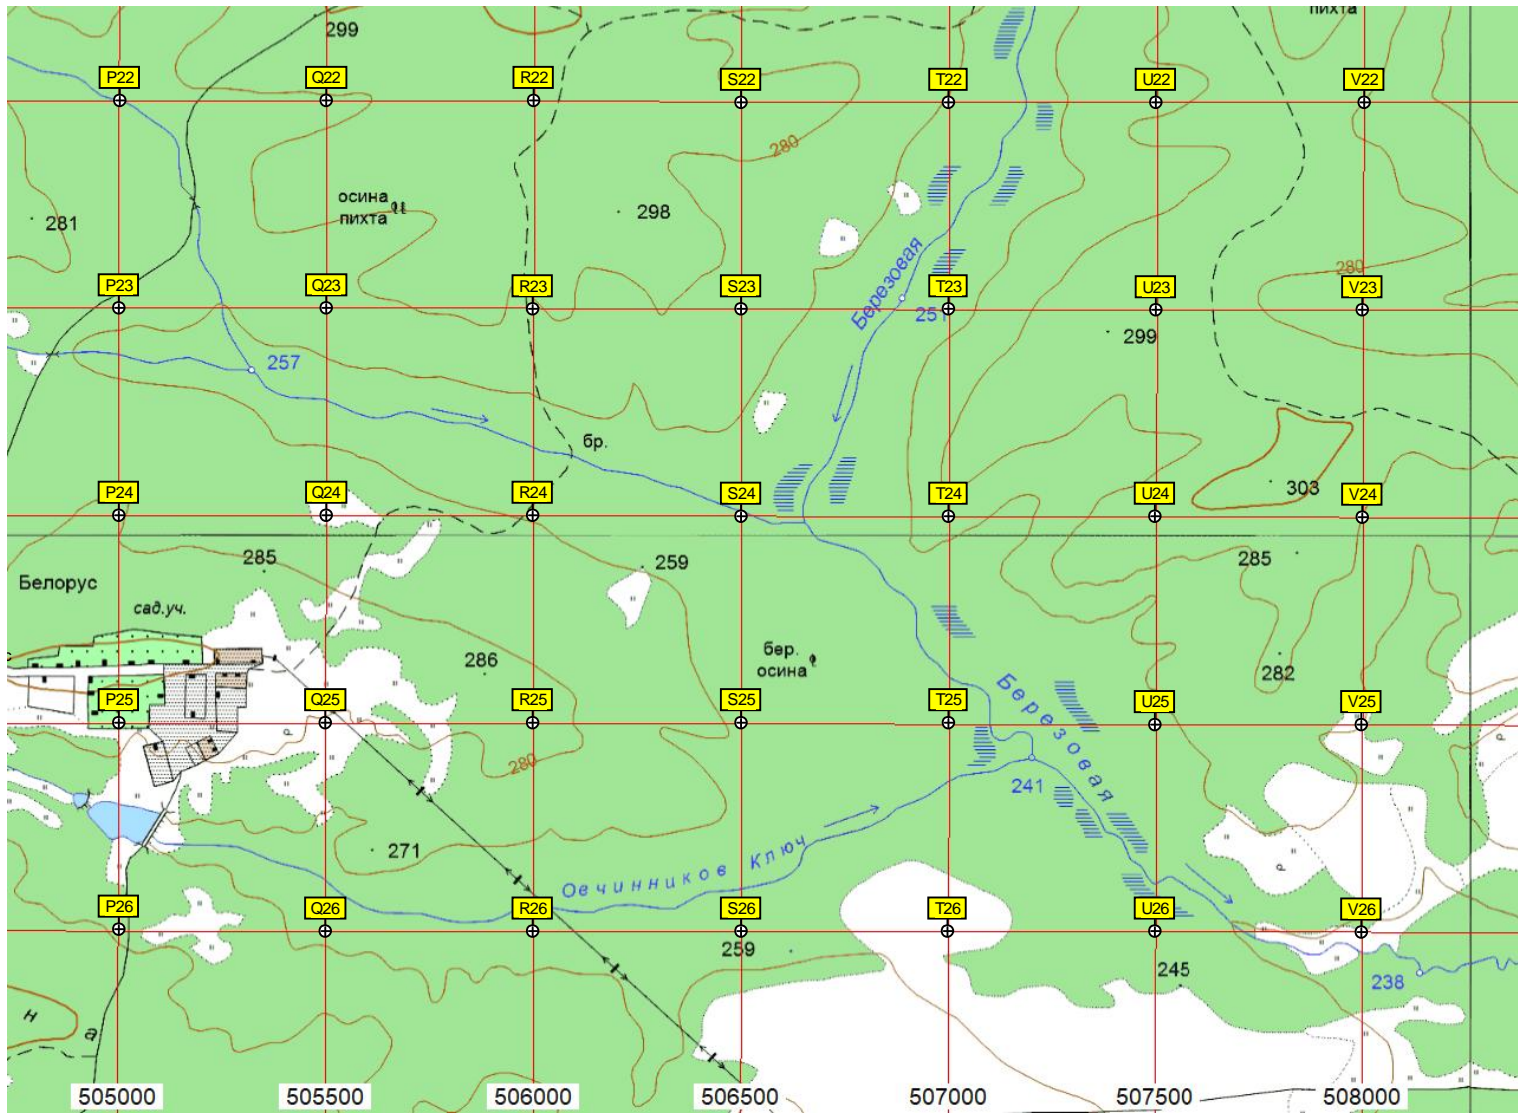 299
пихта
P22
Q22
R22
S22
T22
U22
V22
280
осина
пихта
281
298
Березовая
P23
Q23
R23
S23
T23
U23
280
V23
251
299
257
бр.
P24
Q24
R24
S24
T24
U24
303
V24
285
259
285
Белорус
сад.уч.
286
бер.
осина
282
P25
Q25
R25
S25
T25
Березовая
U25
V25
р
р
280
241
271
Овчинников Ключ
р
P26
Q26
R26
S26
T26
U26
V26
259
245
238
н
а
505000
505500
506000
506500
507000
507500
508000